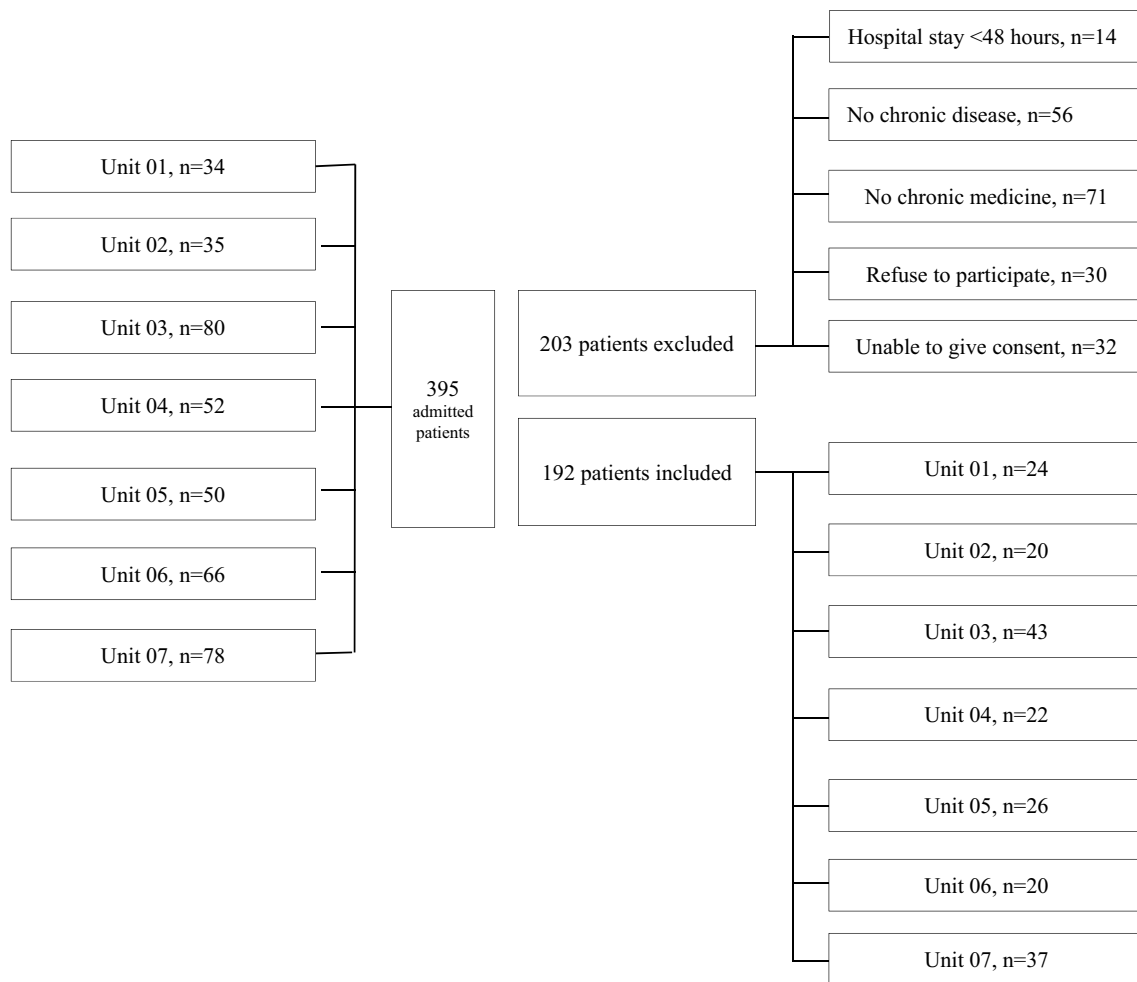 Unit 01, n=34
Unit 02, n=35
Unit 03, n=80
Unit 04, n=52
Unit 05, n=50
Unit 06, n=66
Unit 07, n=78
395
admitted
patients
203 patients excluded
192 patients included
Hospital stay <48 hours, n=14
No chronic disease, n=56
No chronic medicine, n=71
Refuse to participate, n=30
Unable to give consent, n=32
Unit 01, n=24
Unit 02, n=20
Unit 03, n=43
Unit 04, n=22
Unit 05, n=26
Unit 06, n=20
Unit 07, n=37